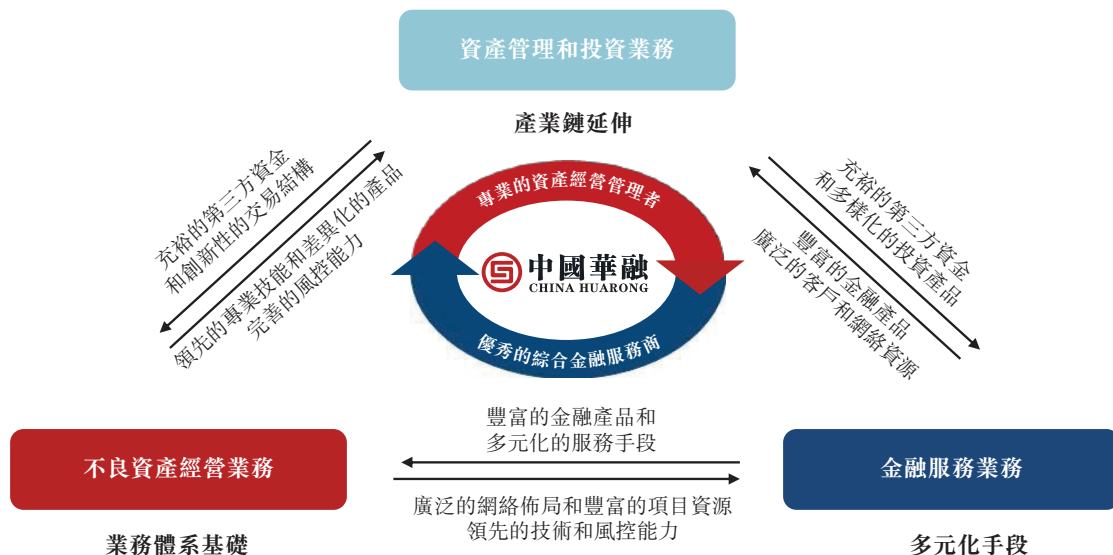 資產管理和投資業務
產業鏈延伸
充裕的第三方資金
和創新性的交易結構
領先的專業技能和差異化的產品
完善的風控能力
專業的資產經營管理者
中國華融
CHINA HUARONG
優秀的綜合金融服務商
充裕的第三方資金
和多樣化的投資產品
豐富的金融產品
廣泛的客戶和網絡資源
豐富的金融產品和
多元化的服務手段
不良資產經營業務
金融服務業務
廣泛的網絡佈局和豐富的項目資源
領先的技術和風控能力
業務體系基礎
多元化手段